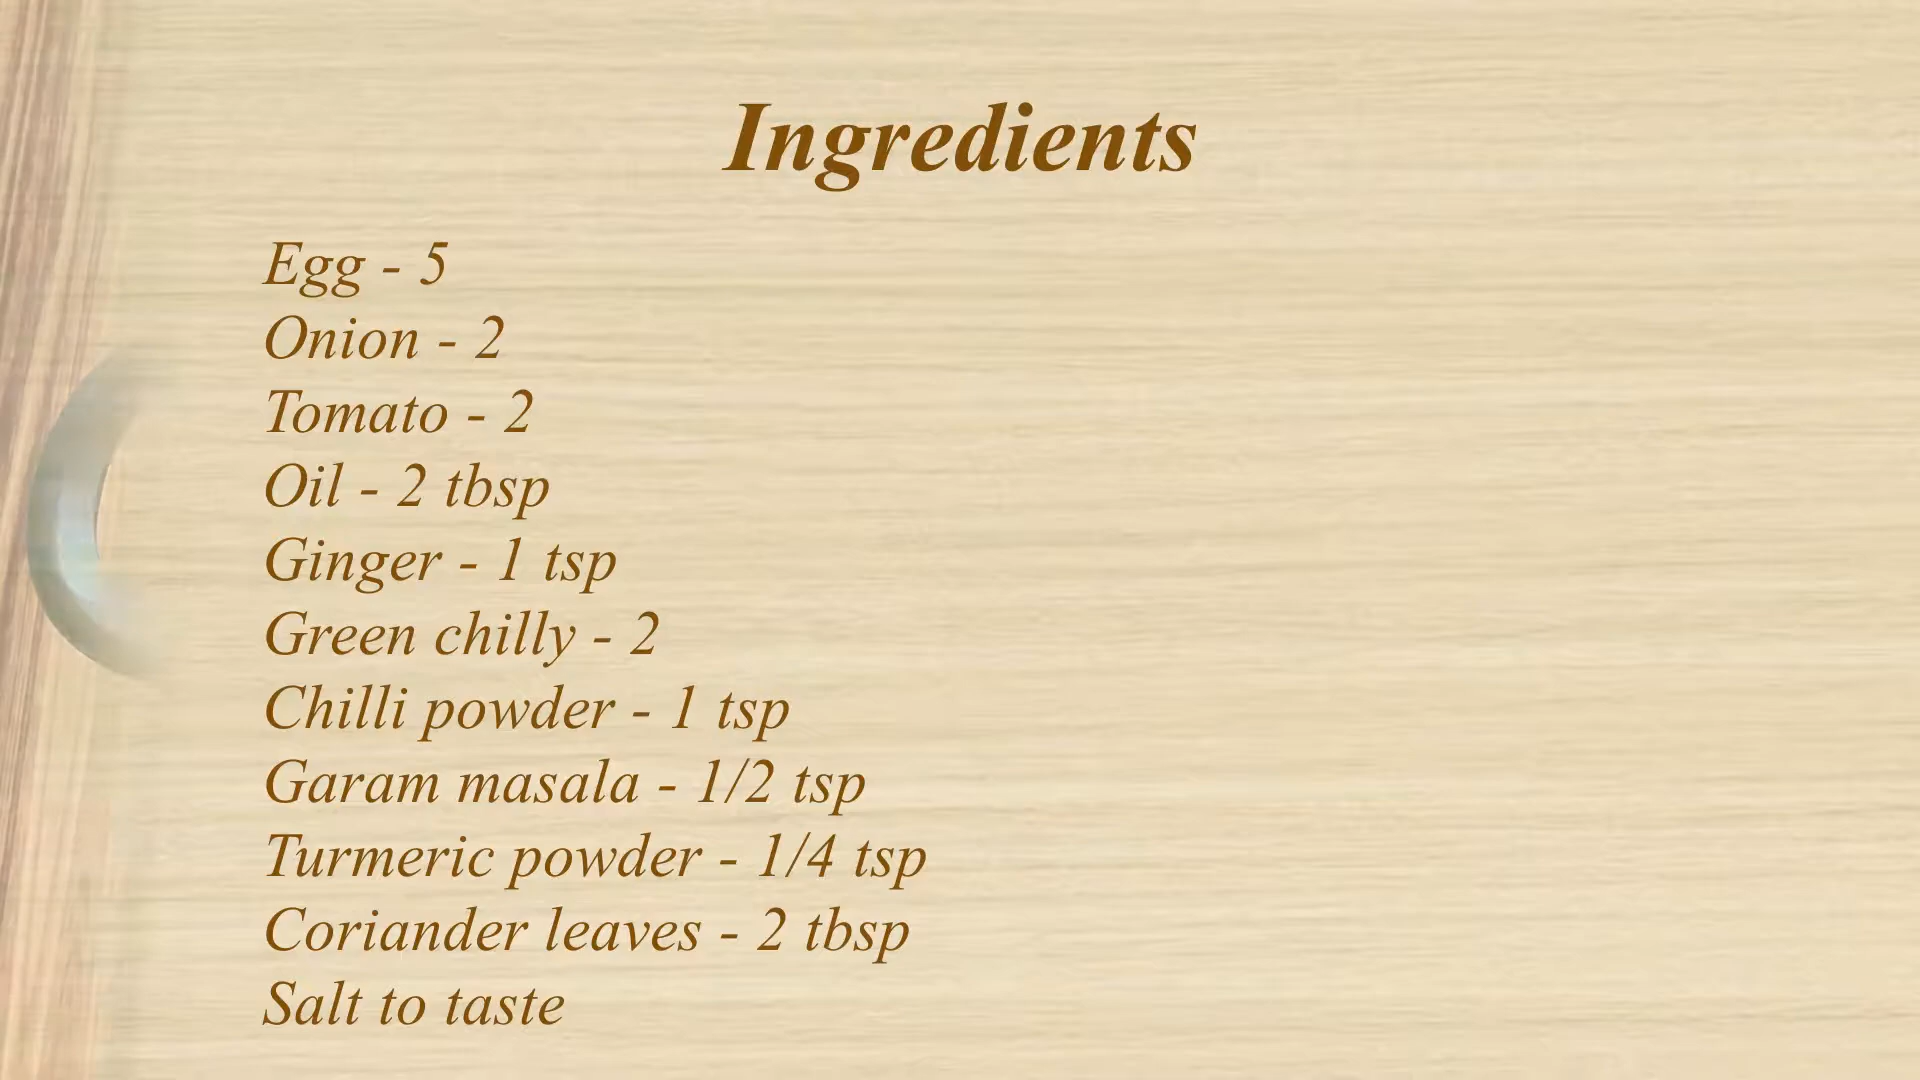 Ingredients
Egg - 5
Onion - 2
Tomato - 2
Oil - 2 tbsp
Ginger - 1 tsp
Green chilly - 2
Chilli powder - 1 tsp
Garam masala - 1/2 tsp
Turmeric powder - 1/4 tsp
Coriander leaves - 2 tbsp
Salt to taste